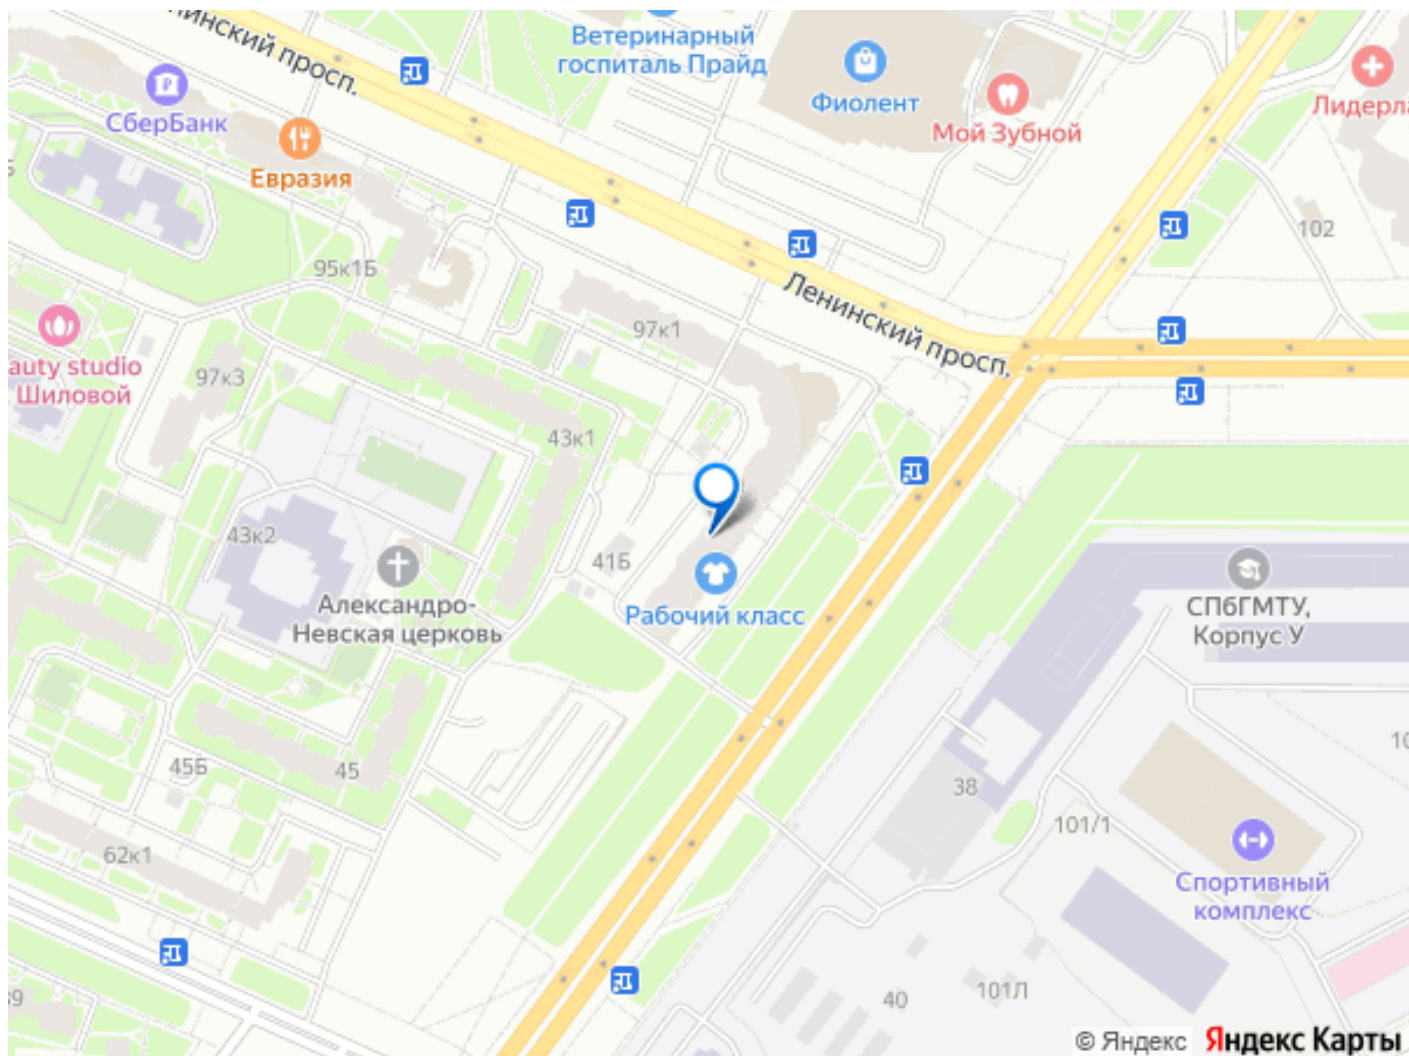 Ленинский просп.
Ветеринарный
госпиталь Прайд
Фиолент
Мой Зубной
СберБанк
Евразия
102
95к1Б
97к1
Ленинский просп.
auty studio
Шиловой
97к3
43к1
43к2
41Б
Александро-
Невская церковь
Рабочий класс
СПбГМТУ,
Корпус У
45Б
45
38
101/1
62к1
Спортивный
комплекс
40
101Л
© Яндекс Яндекс Карты